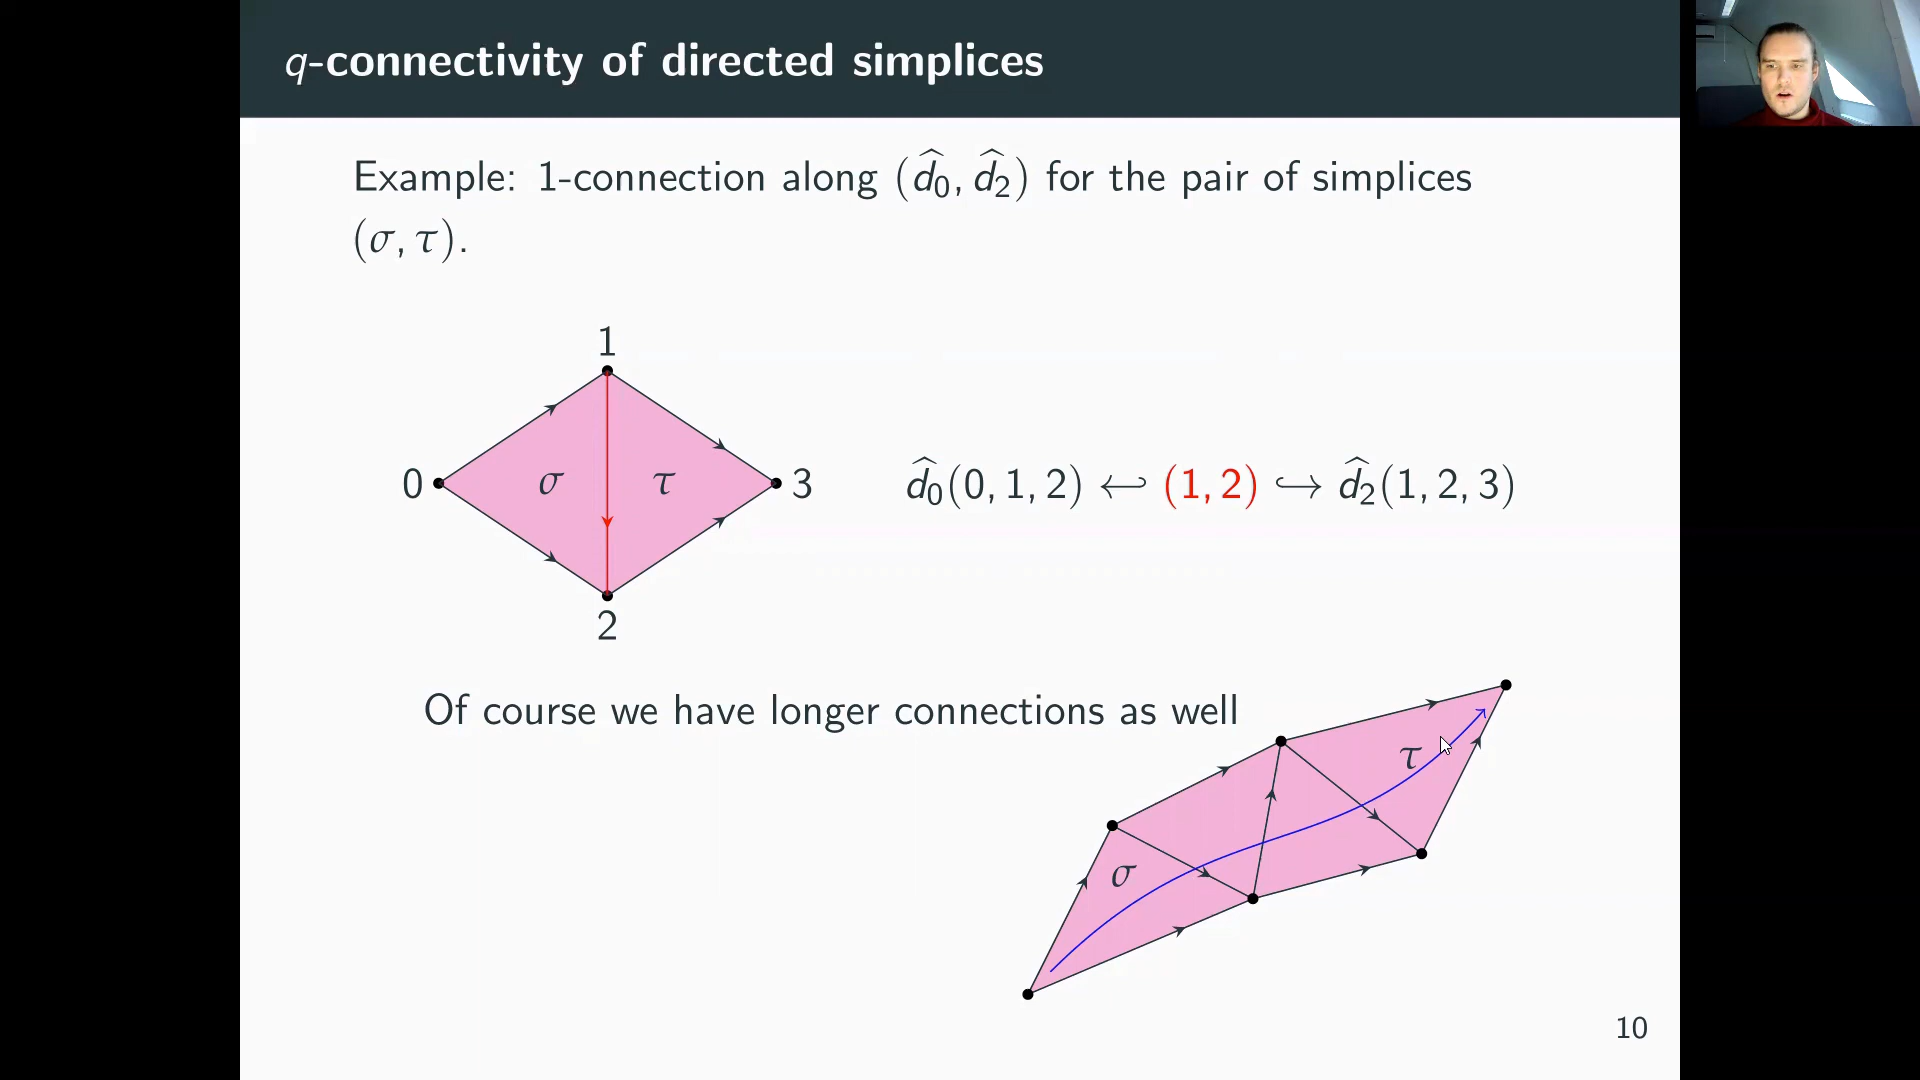 q-connectivity of directed simplices
Example: 1-connection along (d̂₀, d̂₂) for the pair of simplices
(σ, τ).
1
0 σ τ 3
d̂₀(0, 1, 2) ↩ (1, 2) ↪ d̂₂(1, 2, 3)
2
Of course we have longer connections as well
τ
σ
10